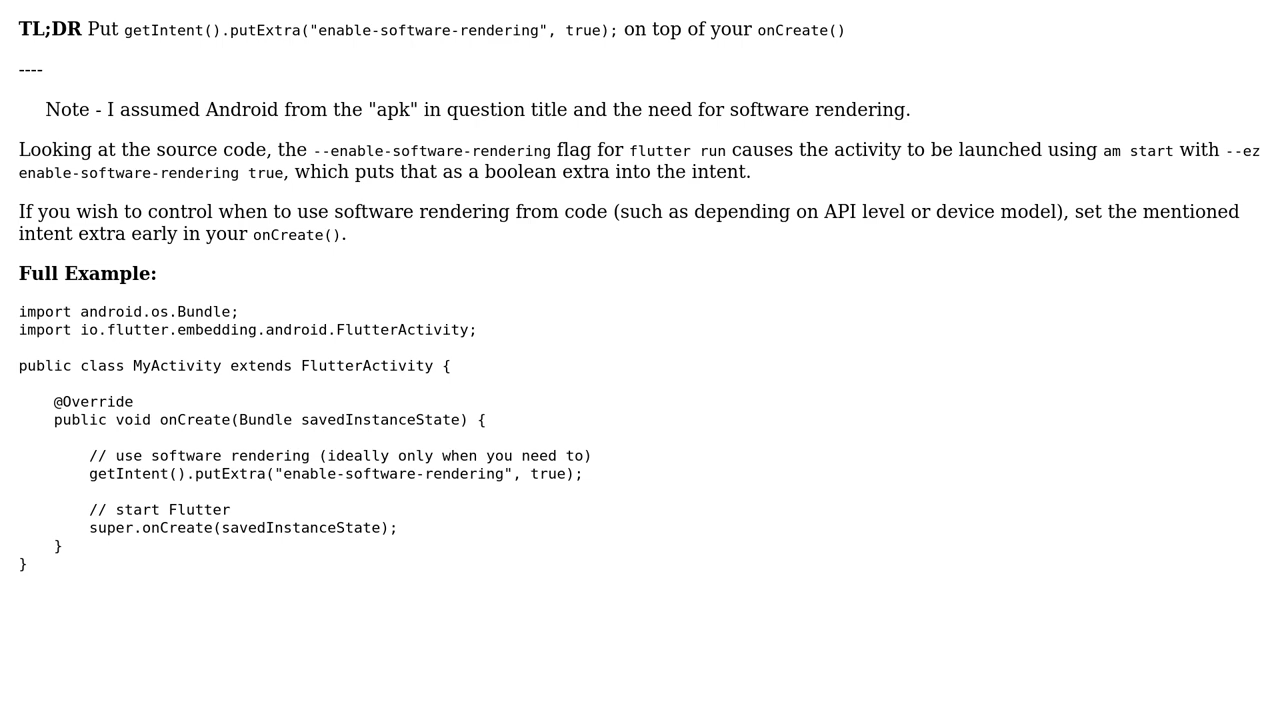 TL;DR Put getIntent().putExtra("enable-software-rendering", true); on top of your onCreate()
----
Note - I assumed Android from the "apk" in question title and the need for software rendering.
Looking at the source code, the --enable-software-rendering flag for flutter run causes the activity to be launched using am start with --ez
enable-software-rendering true, which puts that as a boolean extra into the intent.
If you wish to control when to use software rendering from code (such as depending on API level or device model), set the mentioned
intent extra early in your onCreate().
Full Example:
import android.os.Bundle;
import io.flutter.embedding.android.FlutterActivity;
public class MyActivity extends FlutterActivity {
    @Override
    public void onCreate(Bundle savedInstanceState) {
        // use software rendering (ideally only when you need to)
        getIntent().putExtra("enable-software-rendering", true);
        // start Flutter
        super.onCreate(savedInstanceState);
    }
}